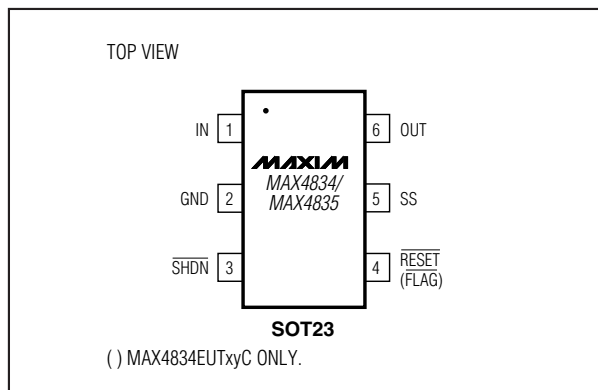 TOP VIEW
IN 1
6 OUT
MAXIM
MAX4834/
MAX4835
GND 2
5 SS
SHDN 3
4 RESET
(FLAG)
SOT23
( ) MAX4834EUTxyC ONLY.